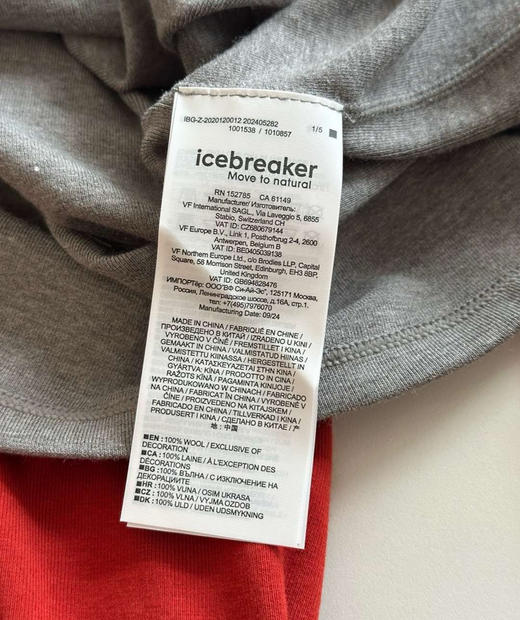 IBG-Z-2020120012 202405282
1001538 / 1010857
1/5
icebreaker
Move to natural
RN 152785 CA 61149
Manufacturer/ Изготовитель:
VF International SAGL., Via Laveggio 5, 6855
Stabio, Switzerland CH
VAT ID: CZ680679144
VF Europe B.V., Link 1, Posthofbrug 2-4, 2600
Antwerpen, Belgium B
VAT ID: BE0405039138
VF Northern Europe Ltd., c/o Brodies LLP, Capital
Square, 58 Morrison Street, Edinburgh, EH3 8BP,
United Kingdom
VAT ID: GB694828476
ИМПОРТёр: ООО"ВФ Си-Ай-Эс", 125171 Москва,
Россия, Ленинградское шоссе, д.16А, стр.1.
тел: +7(495)7976070
Manufacturing Date: 09/24
MADE IN CHINA / FABRIQUÉ EN CHINE /
ПРОИЗВЕДЕНО В КИТАЙ / IZRAĐENO U KINI /
VYROBENO V ČÍNĚ / FREMSTILLET I KINA /
GEMAAKT IN CHINA / VALMISTATUD HIINAS /
VALMISTETTU KIINASSA / HERGESTELLT IN
CHINA / ΚΑΤΑΣΚΕΥΑΖΕΤΑΙ ΣΤΗΝ ΚΙΝΑ /
GYÁRTVA: KÍNA / PRODOTTO IN CINA /
RAŽOTS ĶĪNĀ / PAGAMINTA KINIJOJE /
WYPRODUKOWANO W CHINACH / FABRICADO
NA CHINA / FABRICAT ÎN CHINA / VYROBENÉ V
ČÍNE / PROIZVEDENO NA KITAJSKEM /
FABRICADO EN CHINA / TILLVERKAD I KINA /
PRODUSERT I KINA / СДЕЛАНО В КИТАЕ / 产
地 : 中国
EN : 100% WOOL / EXCLUSIVE OF
DECORATION
CA : 100% LAINE / À L'EXCEPTION DES
DÉCORATIONS
BG : 100% ВЪЛНА / С ИЗКЛЮЧЕНИЕ НА
ДЕКОРАЦИИТЕ
HR : 100% VUNA / OSIM UKRASA
CZ : 100% VLNA / VYJMA OZDOB
DK : 100% ULD / UDEN UDSMYKNING